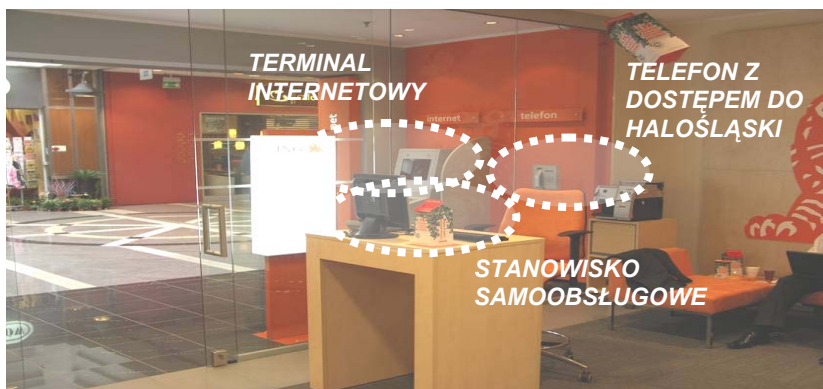 TERMINAL
INTERNETOWY
TELEFON Z
DOSTĘPEM DO
HALOŚLĄSKI
internet
telefon
STANOWISKO
SAMOOBSŁUGOWE